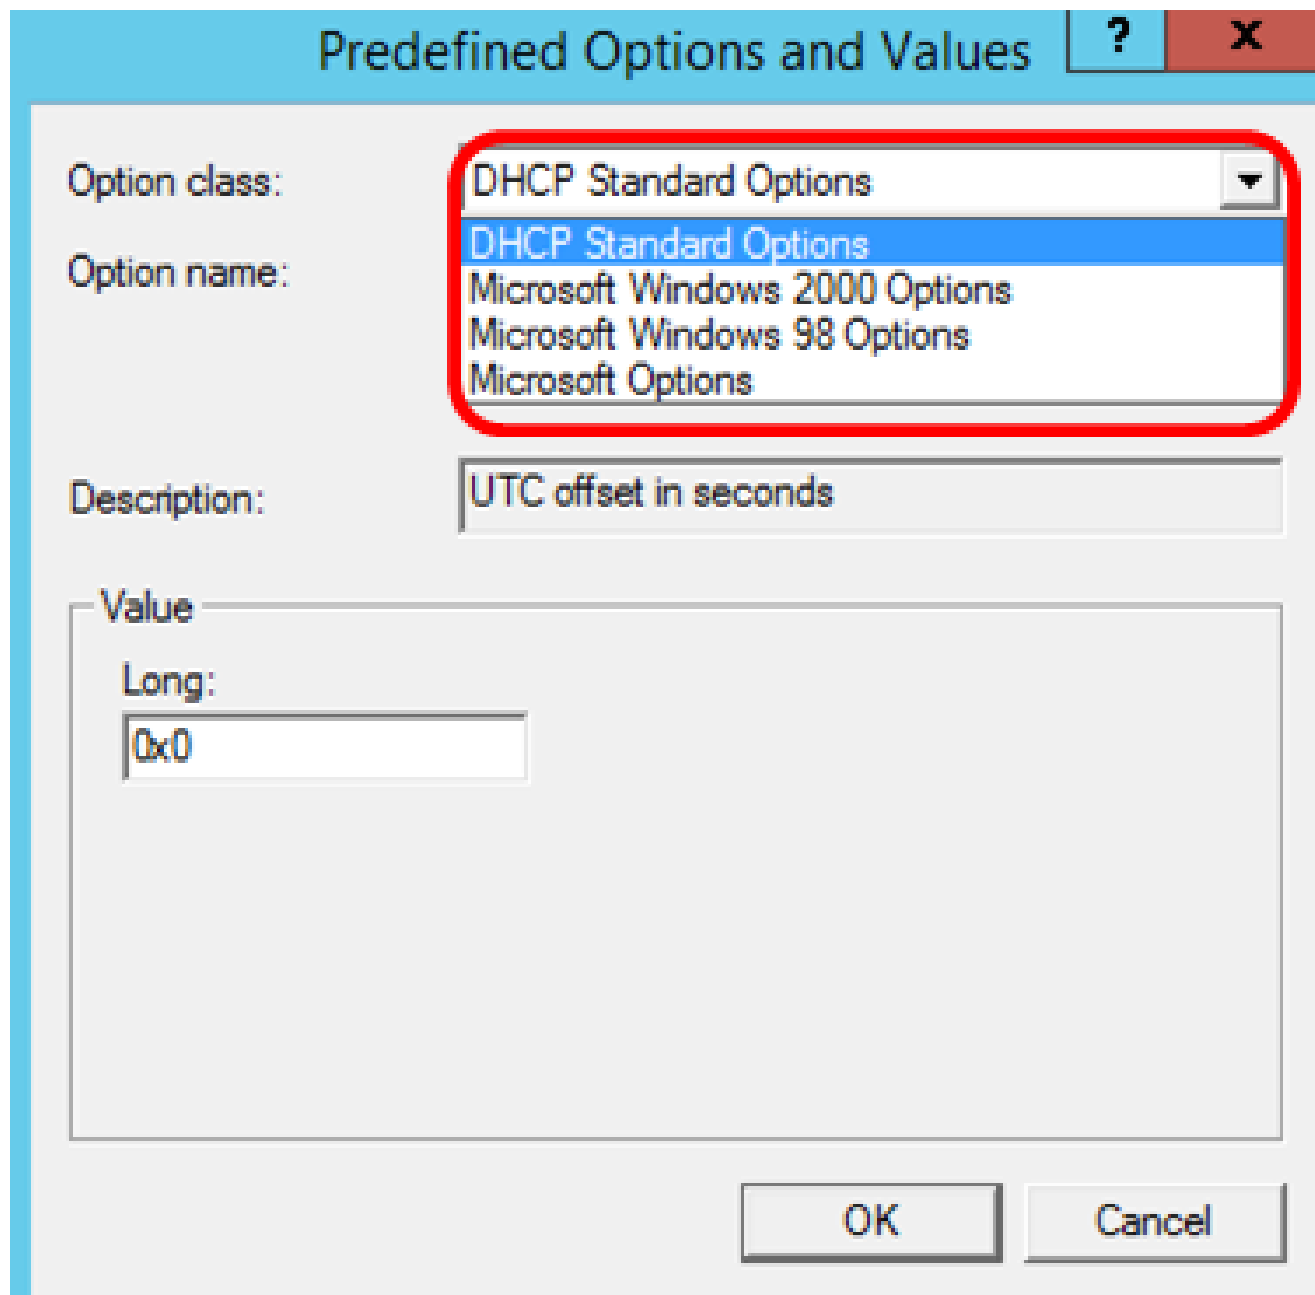 Predefined Options and Values ? x
Option class: DHCP Standard Options
DHCP Standard Options
Option name:
Microsoft Windows 2000 Options
Microsoft Windows 98 Options
Microsoft Options
Description: UTC offset in seconds
Value
Long:
0x0
OK Cancel